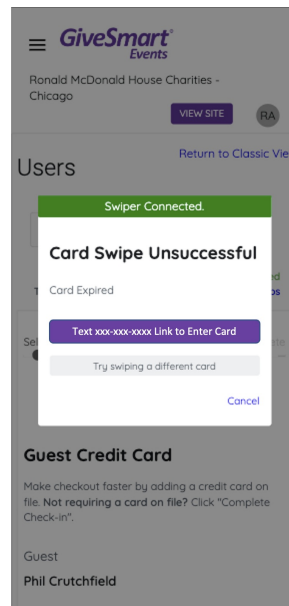 GiveSmart®
Events
Ronald McDonald House Charities -
Chicago
VIEW SITE
RA
Return to Classic Vie
Users
Swiper Connected.
Card Swipe Unsuccessful
Card Expired
Text xxx-xxx-xxxx Link to Enter Card
Try swiping a different card
Cancel
Guest Credit Card
Make checkout faster by adding a credit card on
file. Not requiring a card on file? Click "Complete
Check-in".
Guest
Phil Crutchfield